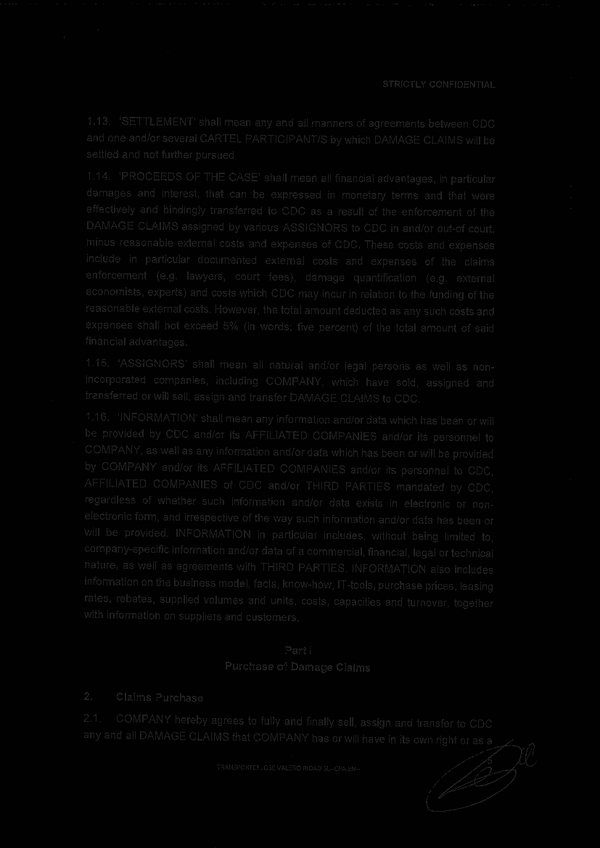 STRICTLY CONFIDENTIAL
1.13. 'SETTLEMENT' shall mean any and all manners of agreements between CDC
and one and/or several CARTEL PARTICIPANT/S by which DAMAGE CLAIMS will be
settled and not further pursued.
1.14. 'PROCEEDS OF THE CASE' shall mean all financial advantages, in particular
damages and interest, that can be expressed in monetary terms and that were
effectively and bindingly transferred to CDC as a result of the enforcement of the
DAMAGE CLAIMS assigned by various ASSIGNORS to CDC in and/or out-of court,
minus reasonable external costs and expenses of CDC. These costs and expenses
include in particular documented external costs and expenses of the claims
enforcement (e.g. lawyers, court fees), damage quantification (e.g. external
economists, experts) and costs which CDC may incur in relation to the funding of the
reasonable external costs. However, the total amount deducted as any such costs and
expenses shall not exceed 5% (in words: five percent) of the total amount of said
financial advantages.
1.15. 'ASSIGNORS' shall mean all natural and/or legal persons as well as non-
incorporated companies, including COMPANY, which have sold, assigned and
transferred or will sell, assign and transfer DAMAGE CLAIMS to CDC.
1.16. 'INFORMATION' shall mean any information and/or data which has been or will
be provided by CDC and/or its AFFILIATED COMPANIES and/or its personnel to
COMPANY, as well as any information and/or data which has been or will be provided
by COMPANY and/or its AFFILIATED COMPANIES and/or its personnel to CDC,
AFFILIATED COMPANIES of CDC and/or THIRD PARTIES mandated by CDC,
regardless of whether such information and/or data exists in electronic or non-
electronic form, and irrespective of the way such information and/or data has been or
will be provided. INFORMATION in particular includes, without being limited to,
company-specific information and/or data of a commercial, financial, legal or technical
nature, as well as agreements with THIRD PARTIES. INFORMATION also includes
information on the business model, facts, know-how, IT-tools, purchase prices, leasing
rates, rebates, supplied volumes and units, costs, capacities and turnover, together
with information on suppliers and customers.
Part I
Purchase of Damage Claims
2. Claims Purchase
2.1. COMPANY hereby agrees to fully and finally sell, assign and transfer to CDC
any and all DAMAGE CLAIMS that COMPANY has or will have in its own right or as a